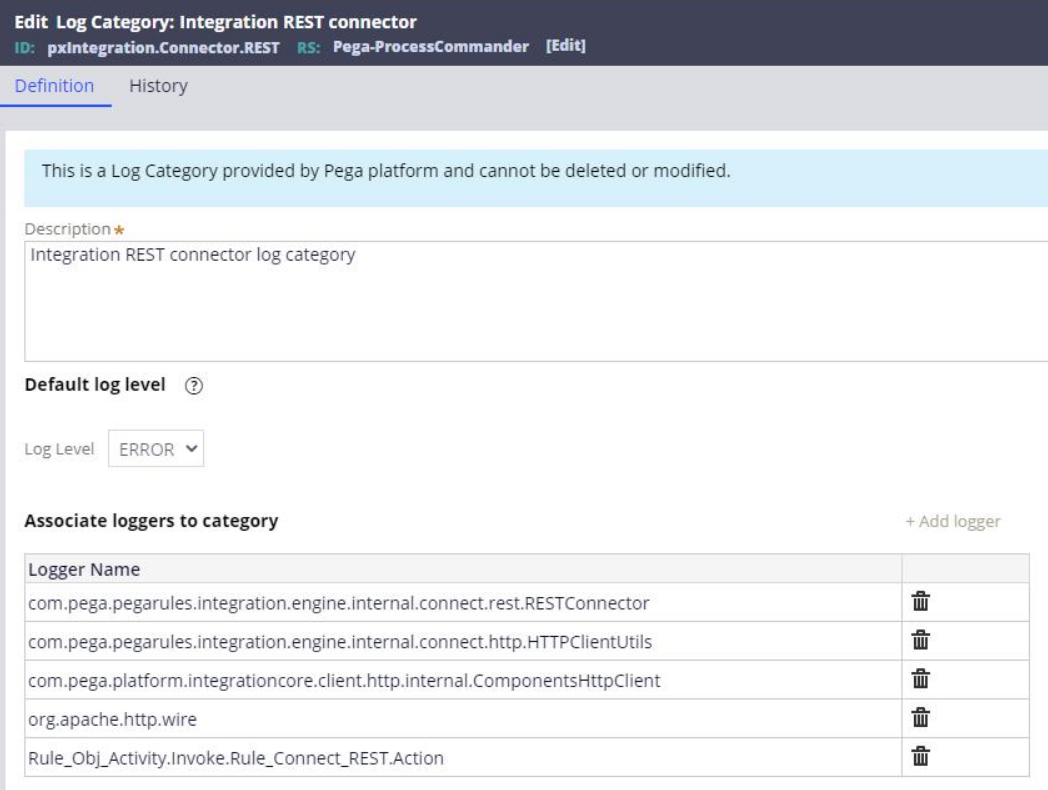 Edit Log Category: Integration REST connector
ID: pxIntegration.Connector.REST RS: Pega-ProcessCommander [Edit]
Definition History
This is a Log Category provided by Pega platform and cannot be deleted or modified.
Description ★
Integration REST connector log category
Default log level ?
Log Level ERROR
Associate loggers to category + Add logger
Logger Name
com.pega.pegarules.integration.engine.internal.connect.rest.RESTConnector
com.pega.pegarules.integration.engine.internal.connect.http.HTTPClientUtils
com.pega.platform.integrationcore.client.http.internal.ComponentsHttpClient
org.apache.http.wire
Rule_Obj_Activity.Invoke.Rule_Connect_REST.Action